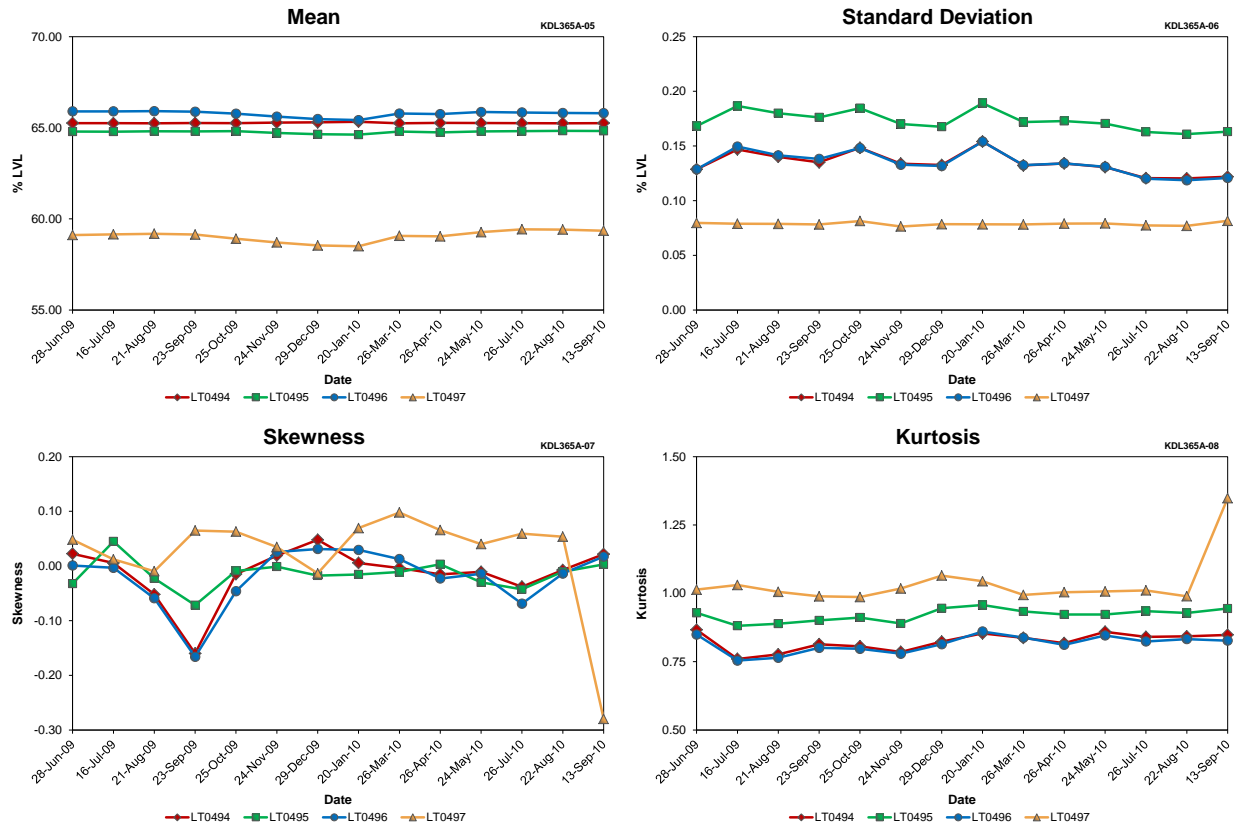 Mean
KDL365A-05
70.00
65.00
60.00
55.00
% LVL
28-Jun-09
16-Jul-09
21-Aug-09
23-Sep-09
25-Oct-09
24-Nov-09
29-Dec-09
20-Jan-10
26-Mar-10
26-Apr-10
24-May-10
26-Jul-10
22-Aug-10
13-Sep-10
Date
LT0494 LT0495 LT0496 LT0497
Standard Deviation
KDL365A-06
0.25
0.20
0.15
0.10
0.05
0.00
% LVL
28-Jun-09
16-Jul-09
21-Aug-09
23-Sep-09
25-Oct-09
24-Nov-09
29-Dec-09
20-Jan-10
26-Mar-10
26-Apr-10
24-May-10
26-Jul-10
22-Aug-10
13-Sep-10
Date
LT0494 LT0495 LT0496 LT0497
Skewness
KDL365A-07
0.20
0.10
0.00
-0.10
-0.20
-0.30
Skewness
28-Jun-09
16-Jul-09
21-Aug-09
23-Sep-09
25-Oct-09
24-Nov-09
29-Dec-09
20-Jan-10
26-Mar-10
26-Apr-10
24-May-10
26-Jul-10
22-Aug-10
13-Sep-10
Date
LT0494 LT0495 LT0496 LT0497
Kurtosis
KDL365A-08
1.50
1.25
1.00
0.75
0.50
Kurtosis
28-Jun-09
16-Jul-09
21-Aug-09
23-Sep-09
25-Oct-09
24-Nov-09
29-Dec-09
20-Jan-10
26-Mar-10
26-Apr-10
24-May-10
26-Jul-10
22-Aug-10
13-Sep-10
Date
LT0494 LT0495 LT0496 LT0497